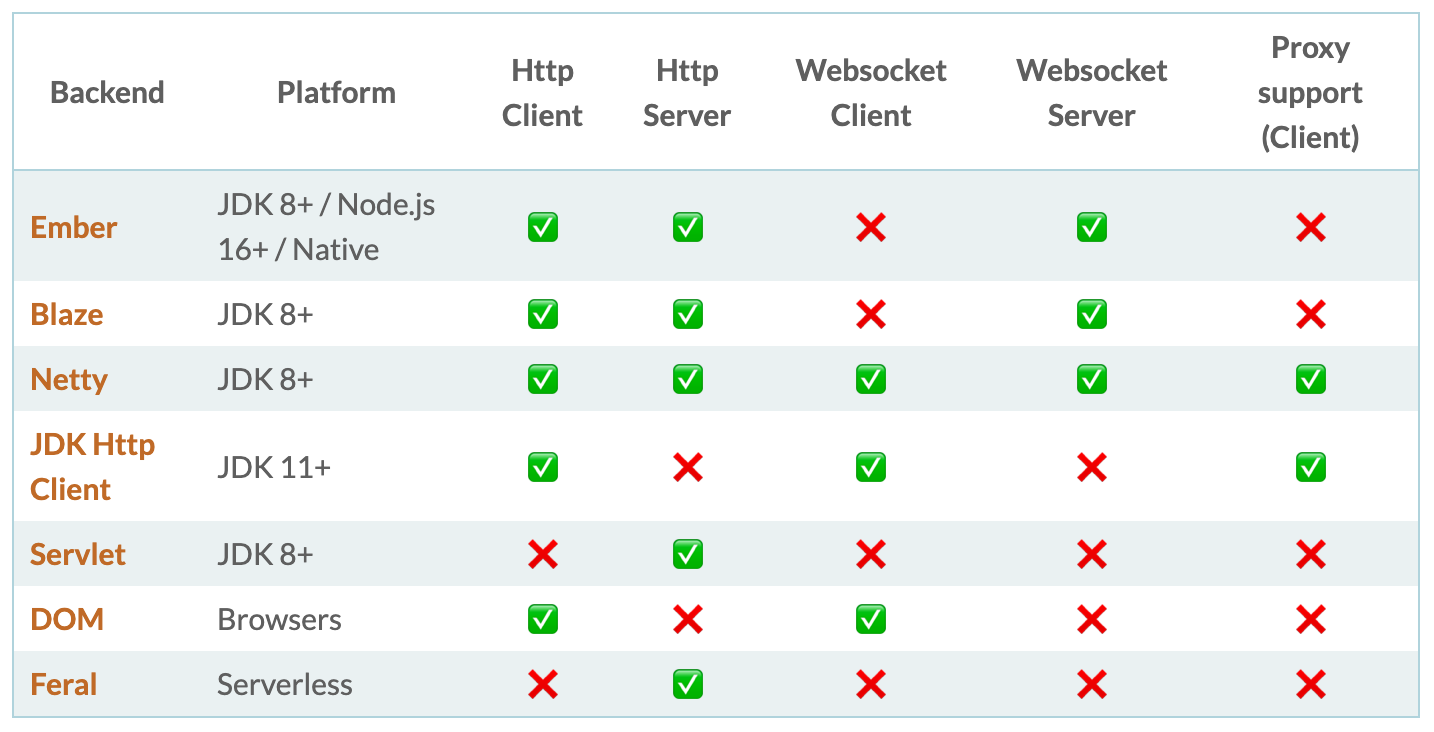 Backend Platform Http Client Http Server Websocket Client Websocket Server Proxy support (Client)
Ember JDK 8+ / Node.js 16+ / Native ✅ ✅ ❌ ✅ ❌
Blaze JDK 8+ ✅ ✅ ❌ ✅ ❌
Netty JDK 8+ ✅ ✅ ✅ ✅ ✅
JDK Http Client JDK 11+ ✅ ❌ ✅ ❌ ✅
Servlet JDK 8+ ❌ ✅ ❌ ❌ ❌
DOM Browsers ✅ ❌ ✅ ❌ ❌
Feral Serverless ❌ ✅ ❌ ❌ ❌